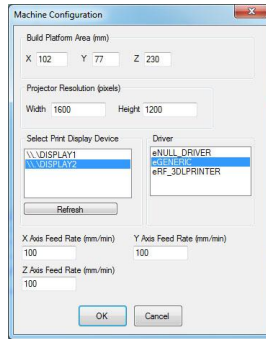 Machine Configuration
Build Platform Area (mm)
X 102 Y 77 Z 230
Projector Resolution (pixels)
Width 1600 Height 1200
Select Print Display Device
\\.\DISPLAY1
\\.\DISPLAY2
Refresh
Driver
eNULL_DRIVER
eGENERIC
eRF_3DLPRINTER
X Axis Feed Rate (mm/min) Y Axis Feed Rate (mm/min)
100 100
Z Axis Feed Rate (mm/min)
100
OK Cancel